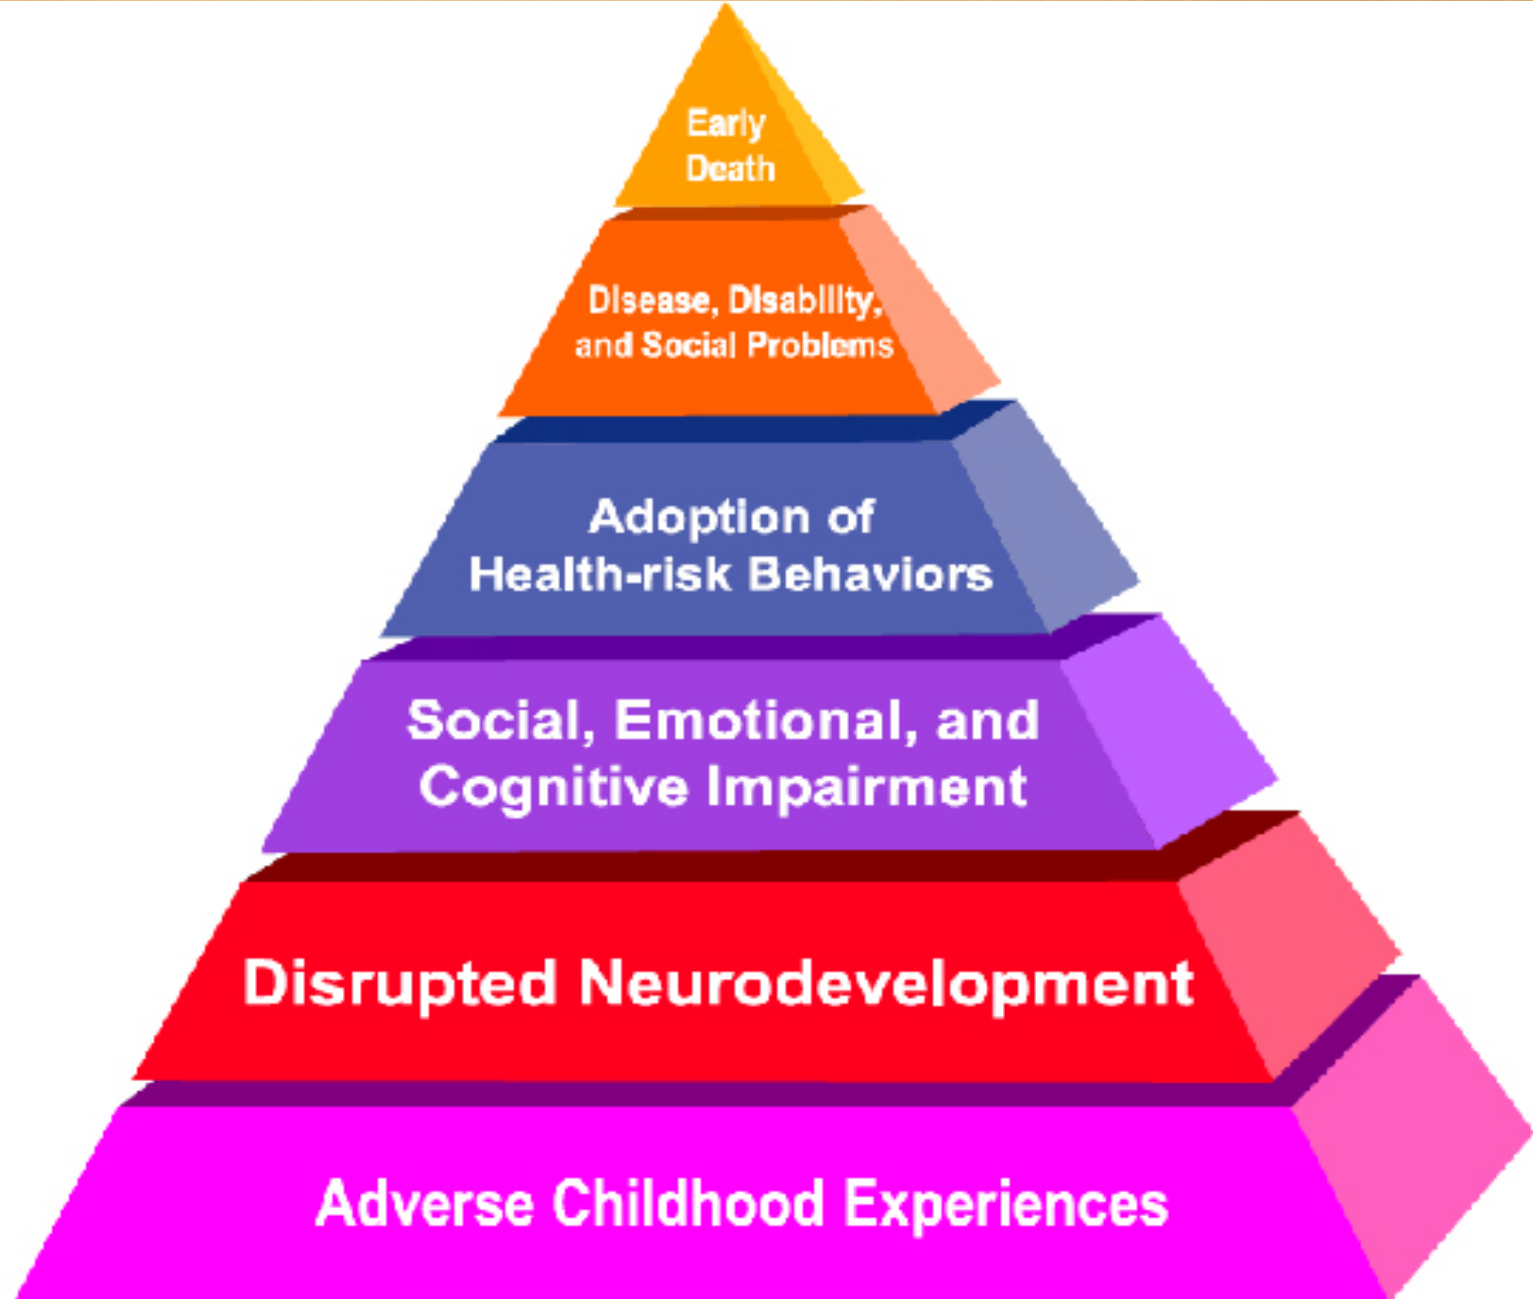 Early
Death
Disease, Disability,
and Social Problems
Adoption of
Health-risk Behaviors
Social, Emotional, and
Cognitive Impairment
Disrupted Neurodevelopment
Adverse Childhood Experiences